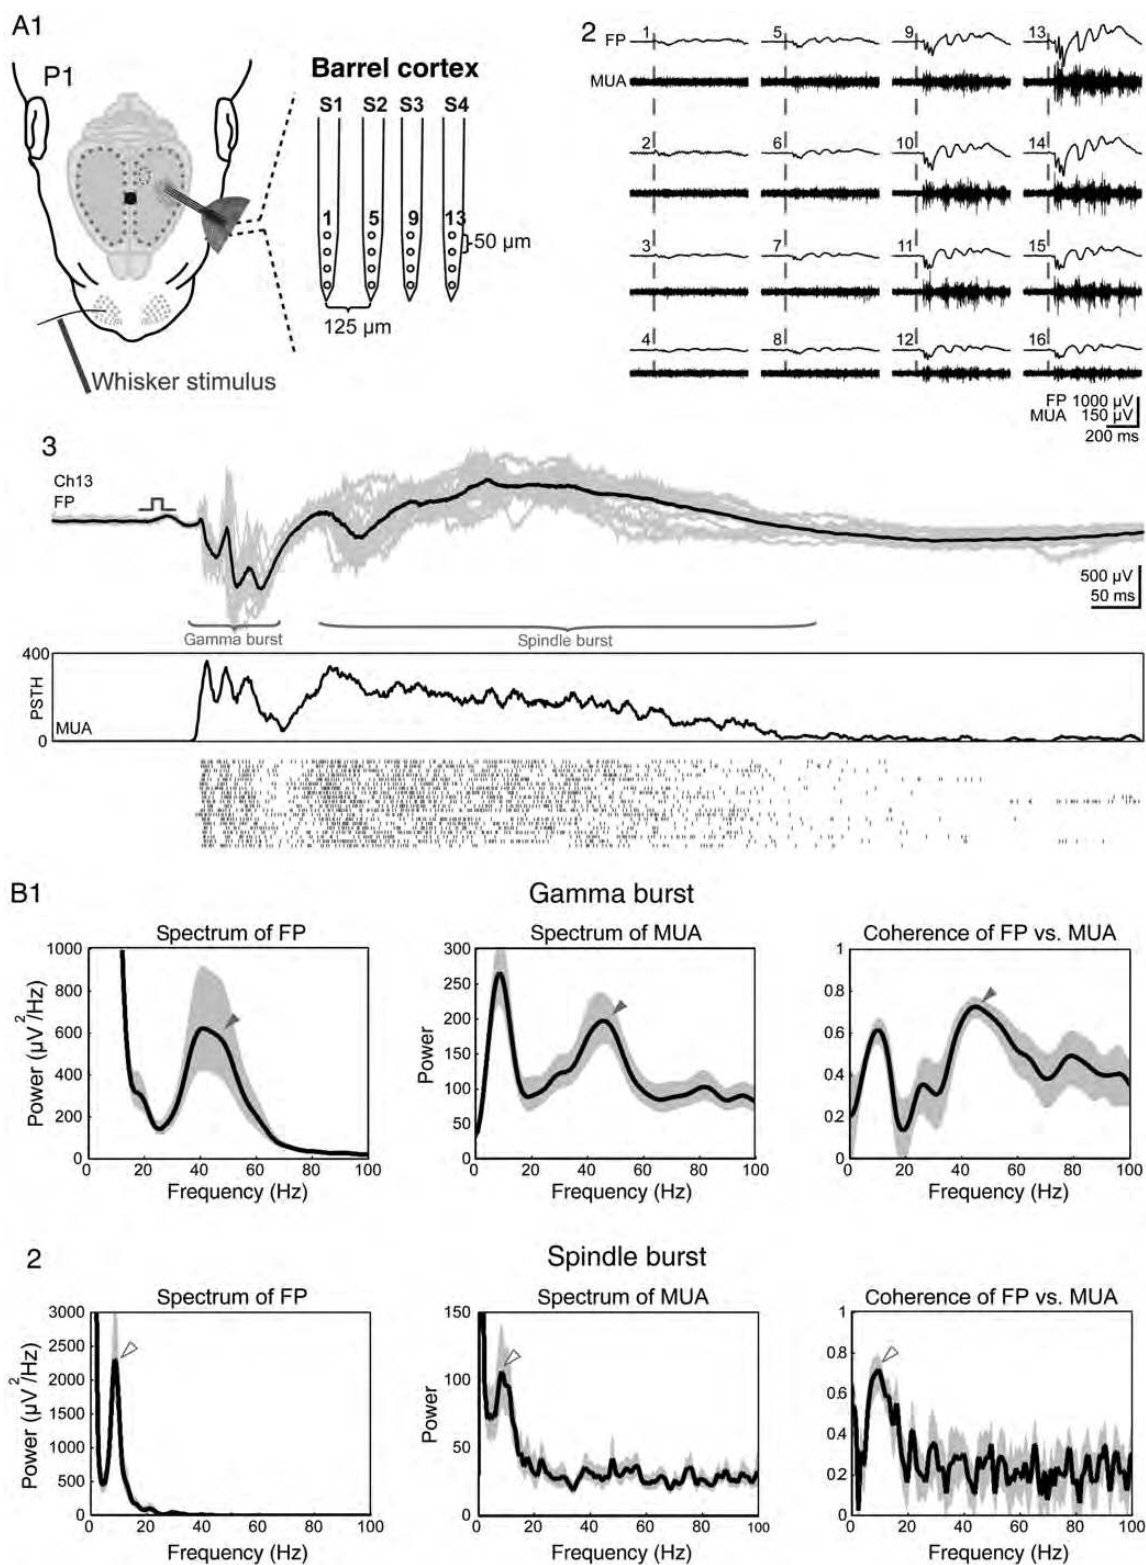 A1
P1
Barrel cortex
S1 S2 S3 S4
1 5 9 13
50 µm
125 µm
Whisker stimulus
2
FP
MUA
1 5 9 13
2 6 10 14
3 7 11 15
4 8 12 16
FP 1000 µV
MUA 150 µV
200 ms
3
Ch13
FP
500 µV
50 ms
Gamma burst
Spindle burst
400
PSTH
MUA
0
B1
Gamma burst
Spectrum of FP
Power (µV²/Hz)
1000
800
600
400
200
0
0 20 40 60 80 100
Frequency (Hz)
Spectrum of MUA
Power
300
250
200
150
100
50
0
0 20 40 60 80 100
Frequency (Hz)
Coherence of FP vs. MUA
1
0.8
0.6
0.4
0.2
0
0 20 40 60 80 100
Frequency (Hz)
2
Spindle burst
Spectrum of FP
Power (µV²/Hz)
3000
2500
2000
1500
1000
500
0
0 20 40 60 80 100
Frequency (Hz)
Spectrum of MUA
Power
150
100
50
0
0 20 40 60 80 100
Frequency (Hz)
Coherence of FP vs. MUA
1
0.8
0.6
0.4
0.2
0
0 20 40 60 80 100
Frequency (Hz)